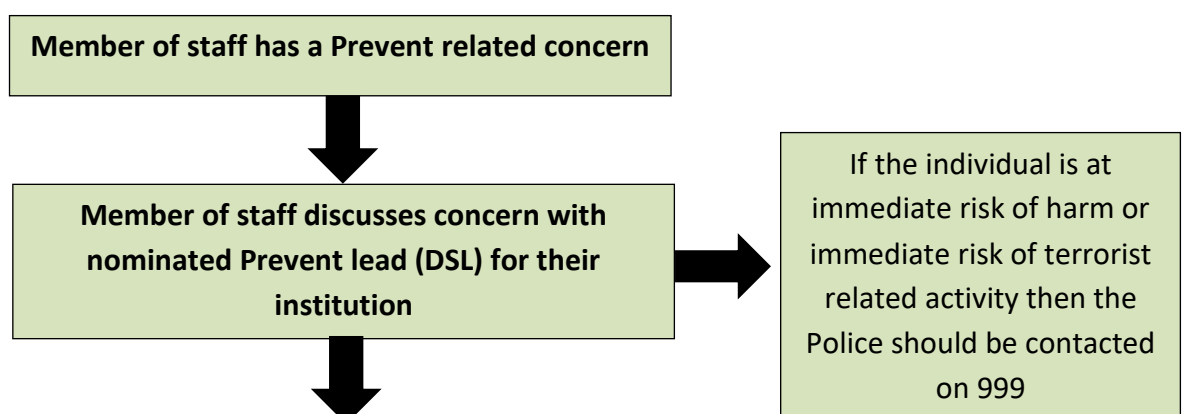 Member of staff has a Prevent related concern
Member of staff discusses concern with
nominated Prevent lead (DSL) for their
institution
If the individual is at
immediate risk of harm or
immediate risk of terrorist
related activity then the
Police should be contacted
on 999